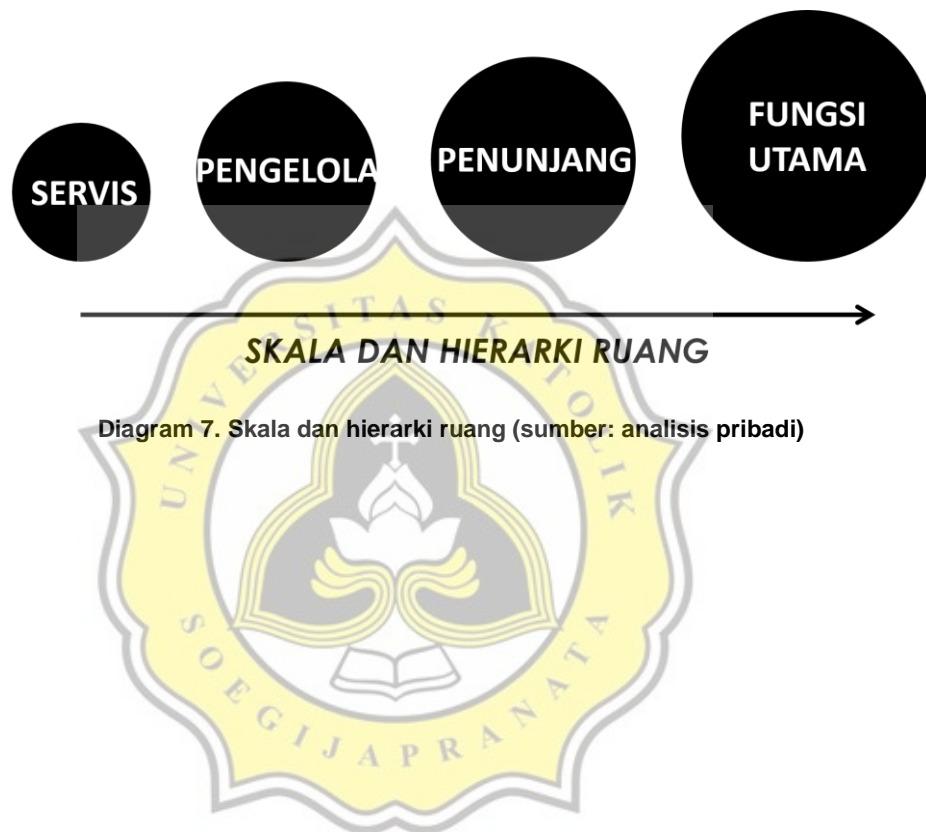 SERVIS
PENGELOLA
PENUNJANG
FUNGSI
UTAMA
SKALA DAN HIERARKI RUANG
Diagram 7. Skala dan hierarki ruang (sumber: analisis pribadi)
UNIVERSITAS KATOLIK
SOEGIJAPRANATA